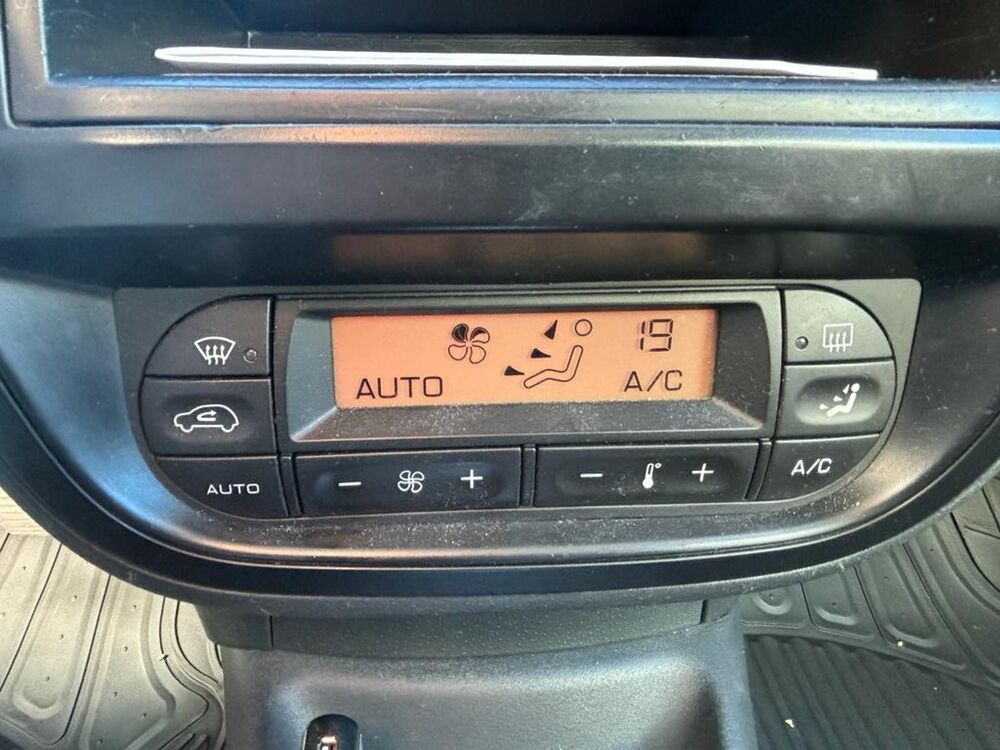 19
AUTO A/C
AUTO - + - + A/C